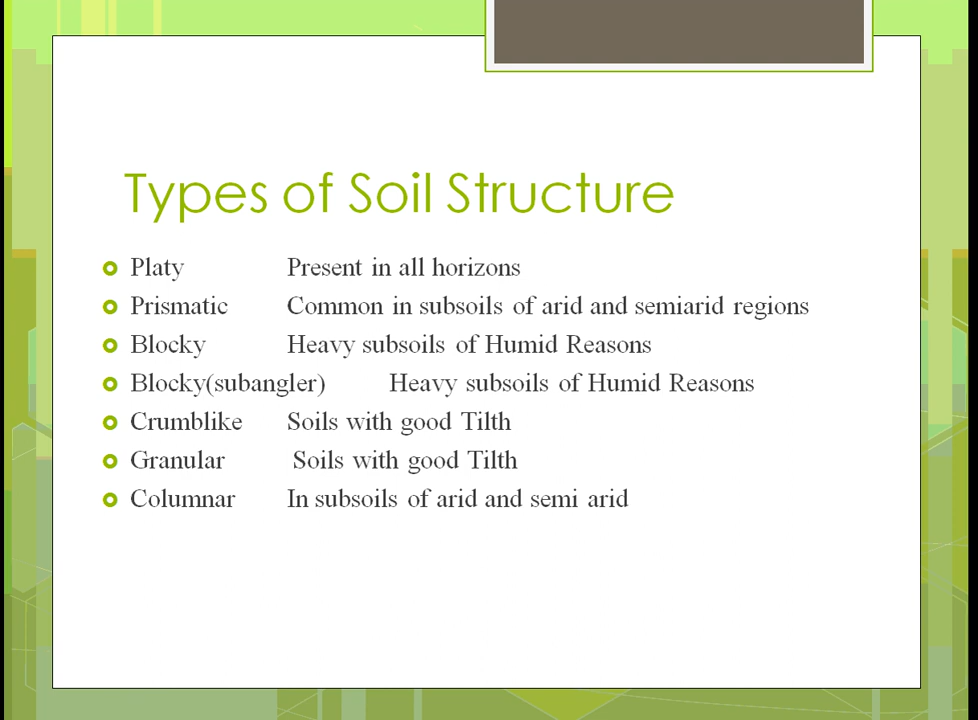 Types of Soil Structure
Platy Present in all horizons
Prismatic Common in subsoils of arid and semiarid regions
Blocky Heavy subsoils of Humid Reasons
Blocky(subangler) Heavy subsoils of Humid Reasons
Crumblike Soils with good Tilth
Granular Soils with good Tilth
Columnar In subsoils of arid and semi arid